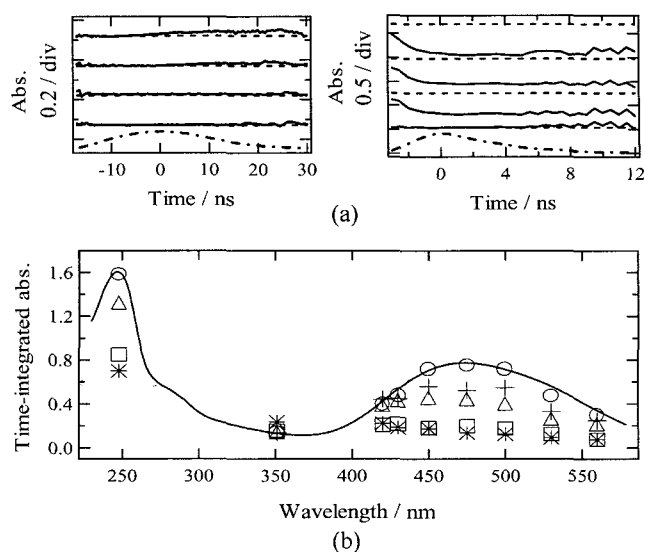 Abs.
0.2 / div
-10 0 10 20 30
Time / ns
Abs.
0.5 / div
0 4 8 12
Time / ns
(a)
Time-integrated abs.
1.6
1.2
0.8
0.4
0.0
250 300 350 400 450 500 550
Wavelength / nm
(b)